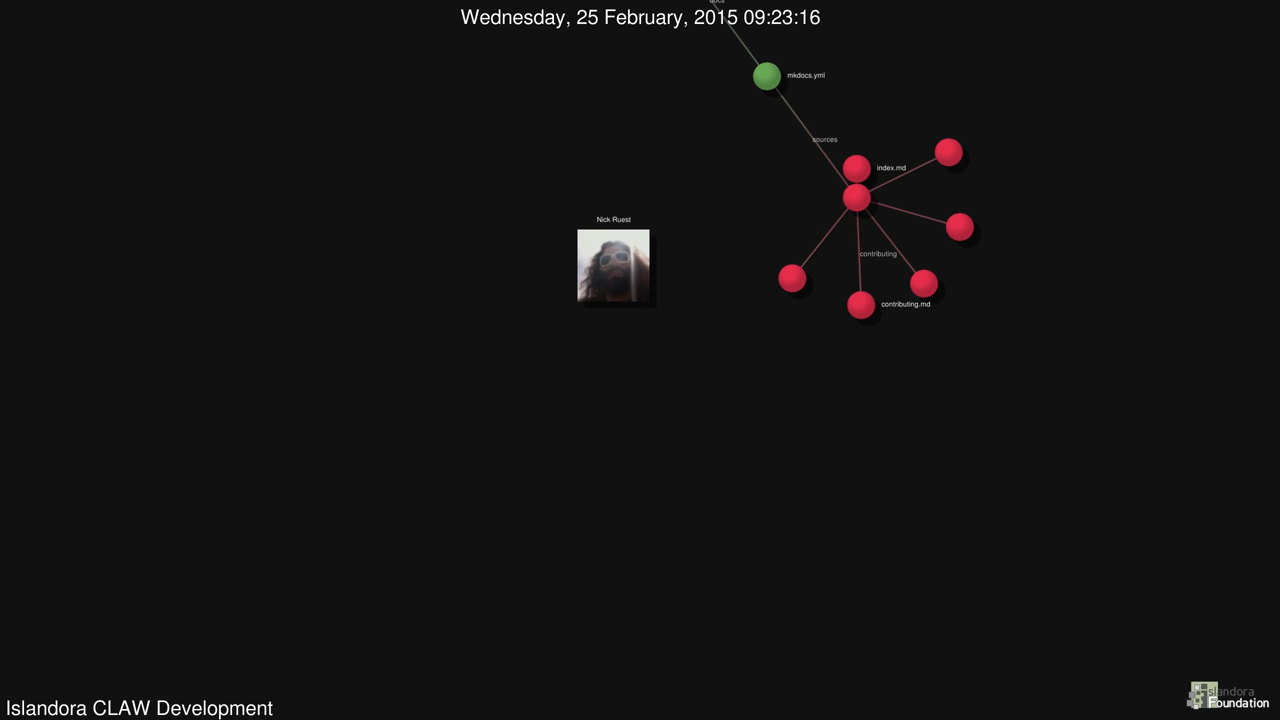 docs
Wednesday, 25 February, 2015 09:23:16
mkdocs.yml
sources
index.md
Nick Ruest
contributing
contributing.md
Islandora CLAW Development
Islandora
Foundation